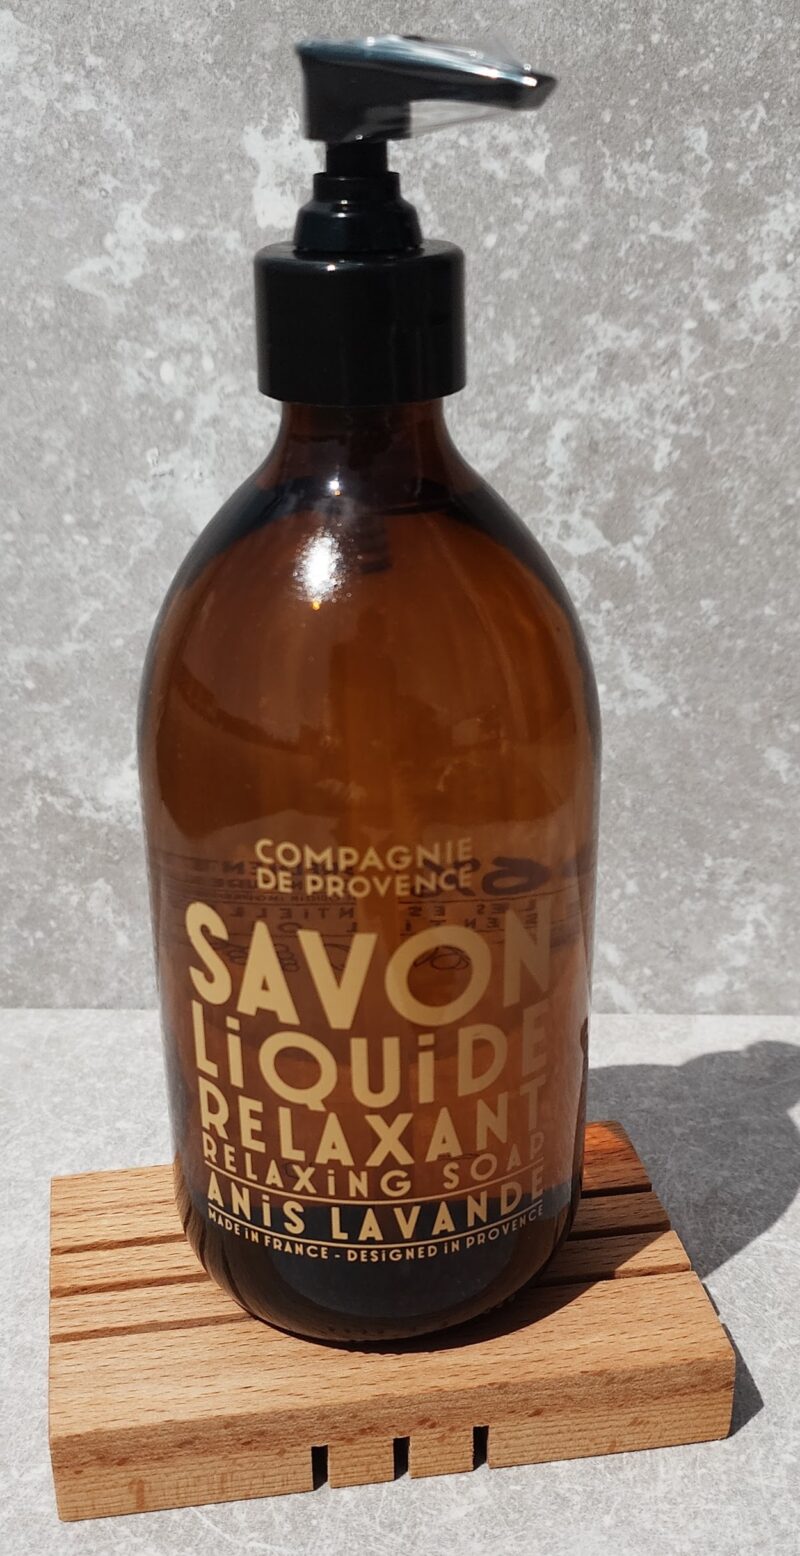 COMPAGNIE
DE PROVENCE
SAVON
LiQUiDE
RELAXANT
RELAXiNG SOAP
ANiS LAVANDE
MADE iN FRANCE - DESiGNED iN PROVENCE